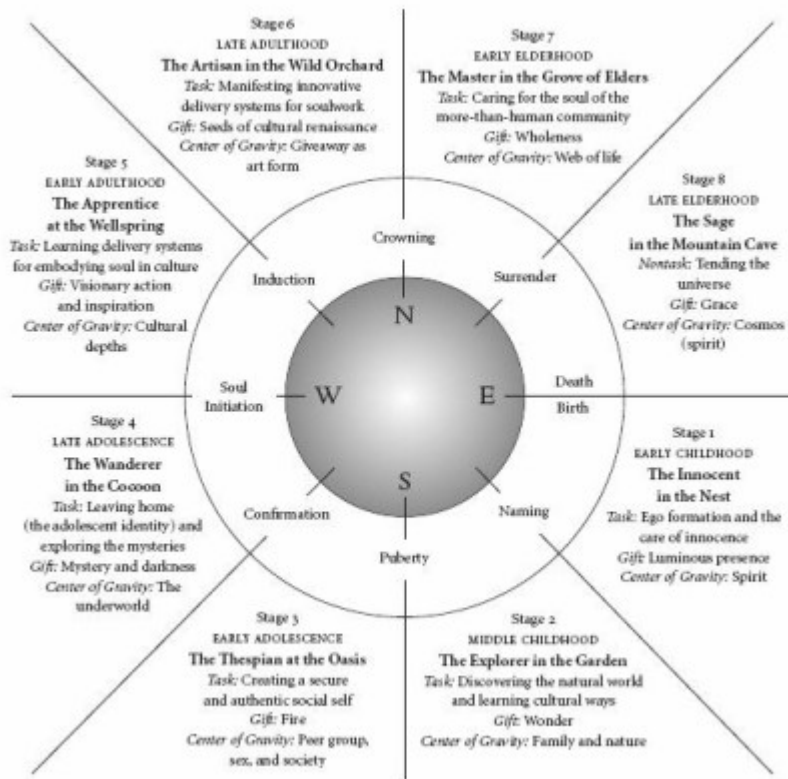 Stage 6
LATE ADULTHOOD
The Artisan in the Wild Orchard
Task: Manifesting innovative
delivery systems for soulwork
Gift: Seeds of cultural renaissance
Center of Gravity: Giveaway as
art form
Stage 7
EARLY ELDERHOOD
The Master in the Grove of Elders
Task: Caring for the soul of the
more-than-human community
Gift: Wholeness
Center of Gravity: Web of life
Stage 5
EARLY ADULTHOOD
The Apprentice
at the Wellspring
Task: Learning delivery systems
for embodying soul in culture
Gift: Visionary action
and inspiration
Center of Gravity: Cultural
depths
Stage 8
LATE ELDERHOOD
The Sage
in the Mountain Cave
Nontask: Tending the
universe
Gift: Grace
Center of Gravity: Cosmos
(spirit)
Crowning
Induction
Surrender
N
Soul
Initiation
W
E
Death
Birth
S
Confirmation
Naming
Puberty
Stage 4
LATE ADOLESCENCE
The Wanderer
in the Cocoon
Task: Leaving home
(the adolescent identity) and
exploring the mysteries
Gift: Mystery and darkness
Center of Gravity: The
underworld
Stage 1
EARLY CHILDHOOD
The Innocent
in the Nest
Task: Ego formation and the
care of innocence
Gift: Luminous presence
Center of Gravity: Spirit
Stage 3
EARLY ADOLESCENCE
The Thespian at the Oasis
Task: Creating a secure
and authentic social self
Gift: Fire
Center of Gravity: Peer group,
sex, and society
Stage 2
MIDDLE CHILDHOOD
The Explorer in the Garden
Task: Discovering the natural world
and learning cultural ways
Gift: Wonder
Center of Gravity: Family and nature